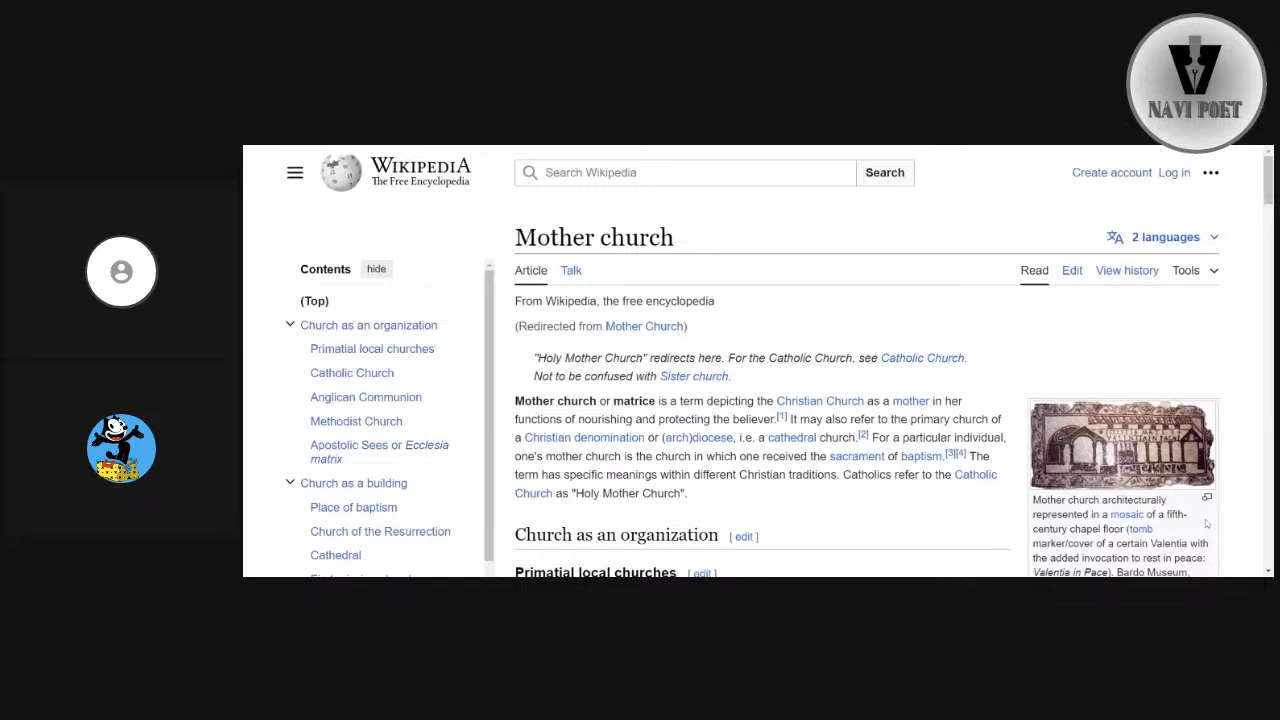 NAVI POET
WIKIPEDIA
The Free Encyclopedia
Search Wikipedia
Search
Create account Log in
Mother church
2 languages
Contents hide
Article Talk
Read Edit View history Tools
(Top)
Church as an organization
Primatial local churches
Catholic Church
Anglican Communion
Methodist Church
Apostolic Sees or Ecclesia
matrix
Church as a building
Place of baptism
Church of the Resurrection
Cathedral
From Wikipedia, the free encyclopedia
(Redirected from Mother Church)
"Holy Mother Church" redirects here. For the Catholic Church, see Catholic Church.
Not to be confused with Sister church.
Mother church or matrice is a term depicting the Christian Church as a mother in her
functions of nourishing and protecting the believer.[1] It may also refer to the primary church of
a Christian denomination or (arch)diocese, i.e. a cathedral church.[2] For a particular individual,
one's mother church is the church in which one received the sacrament of baptism.[3][4] The
term has specific meanings within different Christian traditions. Catholics refer to the Catholic
Church as "Holy Mother Church".
Church as an organization [ edit ]
Primatial local churches [ edit ]
Mother church architecturally
represented in a mosaic of a fifth-
century chapel floor (tomb
marker/cover of a certain Valentia with
the added invocation to rest in peace:
Valentia in Pace). Bardo Museum,